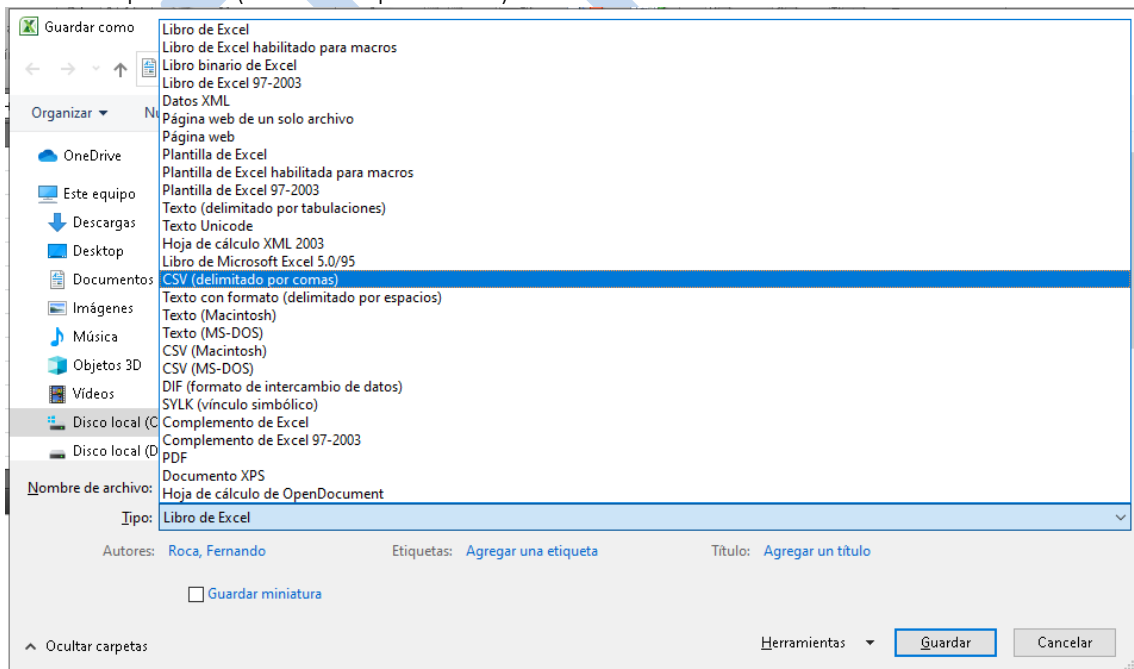 Guardar como
Libro de Excel
Libro de Excel habilitado para macros
Libro binario de Excel
Libro de Excel 97-2003
Datos XML
Página web de un solo archivo
Página web
Plantilla de Excel
Plantilla de Excel habilitada para macros
Plantilla de Excel 97-2003
Texto (delimitado por tabulaciones)
Texto Unicode
Hoja de cálculo XML 2003
Libro de Microsoft Excel 5.0/95
CSV (delimitado por comas)
Texto con formato (delimitado por espacios)
Texto (Macintosh)
Texto (MS-DOS)
CSV (Macintosh)
CSV (MS-DOS)
DIF (formato de intercambio de datos)
SYLK (vínculo simbólico)
Complemento de Excel
Complemento de Excel 97-2003
PDF
Documento XPS
Hoja de cálculo de OpenDocument
Organizar
OneDrive
Este equipo
Descargas
Desktop
Documentos
Imágenes
Música
Objetos 3D
Vídeos
Disco local (C
Disco local (D
Nombre de archivo:
Tipo: Libro de Excel
Autores: Roca, Fernando Etiquetas: Agregar una etiqueta Título: Agregar un título
Guardar miniatura
Ocultar carpetas Herramientas Guardar Cancelar